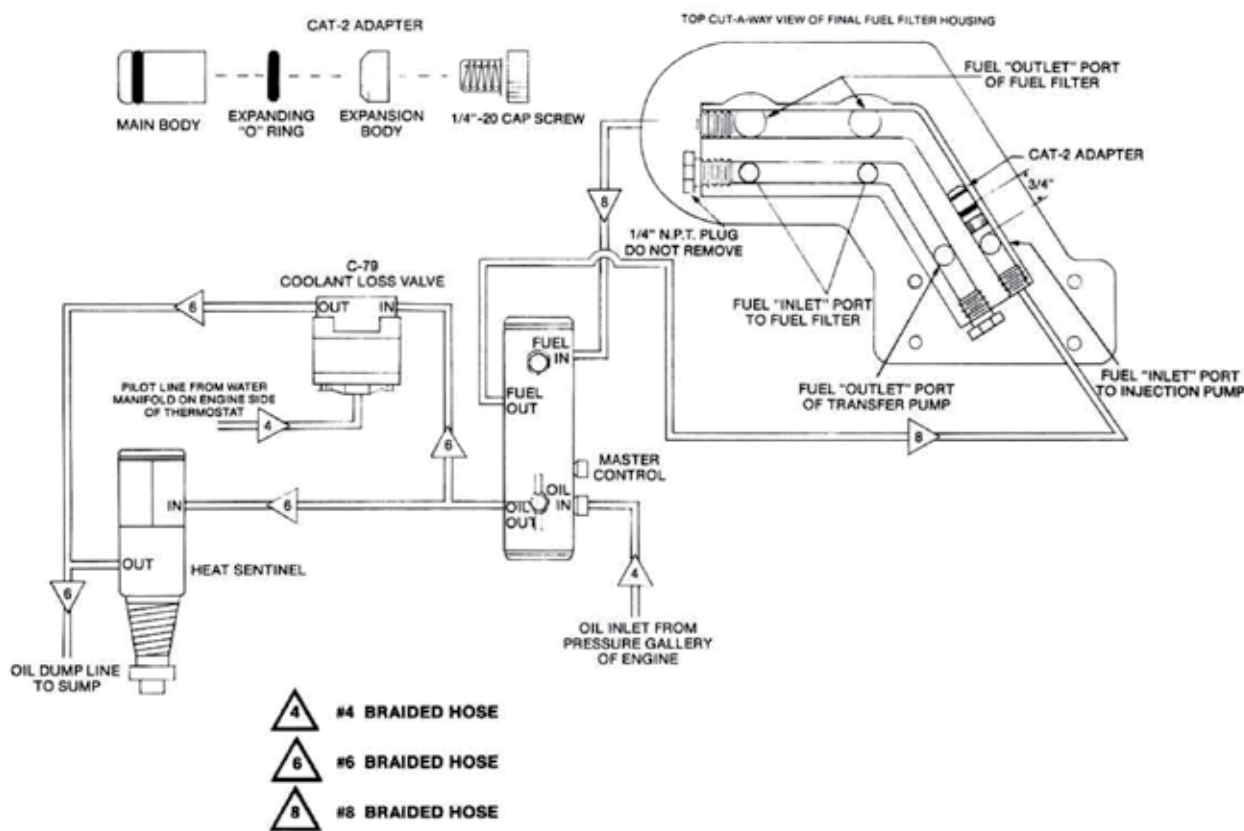 CAT-2 ADAPTER
MAIN BODY
EXPANDING
"O" RING
EXPANSION
BODY
1/4"-20 CAP SCREW
TOP CUT-A-WAY VIEW OF FINAL FUEL FILTER HOUSING
FUEL "OUTLET" PORT
OF FUEL FILTER
CAT-2 ADAPTER
3/4"
8
1/4" N.P.T. PLUG
DO NOT REMOVE
C-79
COOLANT LOSS VALVE
6
OUT
IN
FUEL "INLET" PORT
TO FUEL FILTER
FUEL
IN
PILOT LINE FROM WATER
MANIFOLD ON ENGINE SIDE
OF THERMOSTAT
4
FUEL
OUT
FUEL "OUTLET" PORT
OF TRANSFER PUMP
FUEL "INLET" PORT
TO INJECTION PUMP
6
8
MASTER
CONTROL
IN
6
OIL
IN
OIL
OUT
OUT
HEAT SENTINEL
6
4
OIL DUMP LINE
TO SUMP
OIL INLET FROM
PRESSURE GALLERY
OF ENGINE
4 #4 BRAIDED HOSE
6 #6 BRAIDED HOSE
8 #8 BRAIDED HOSE